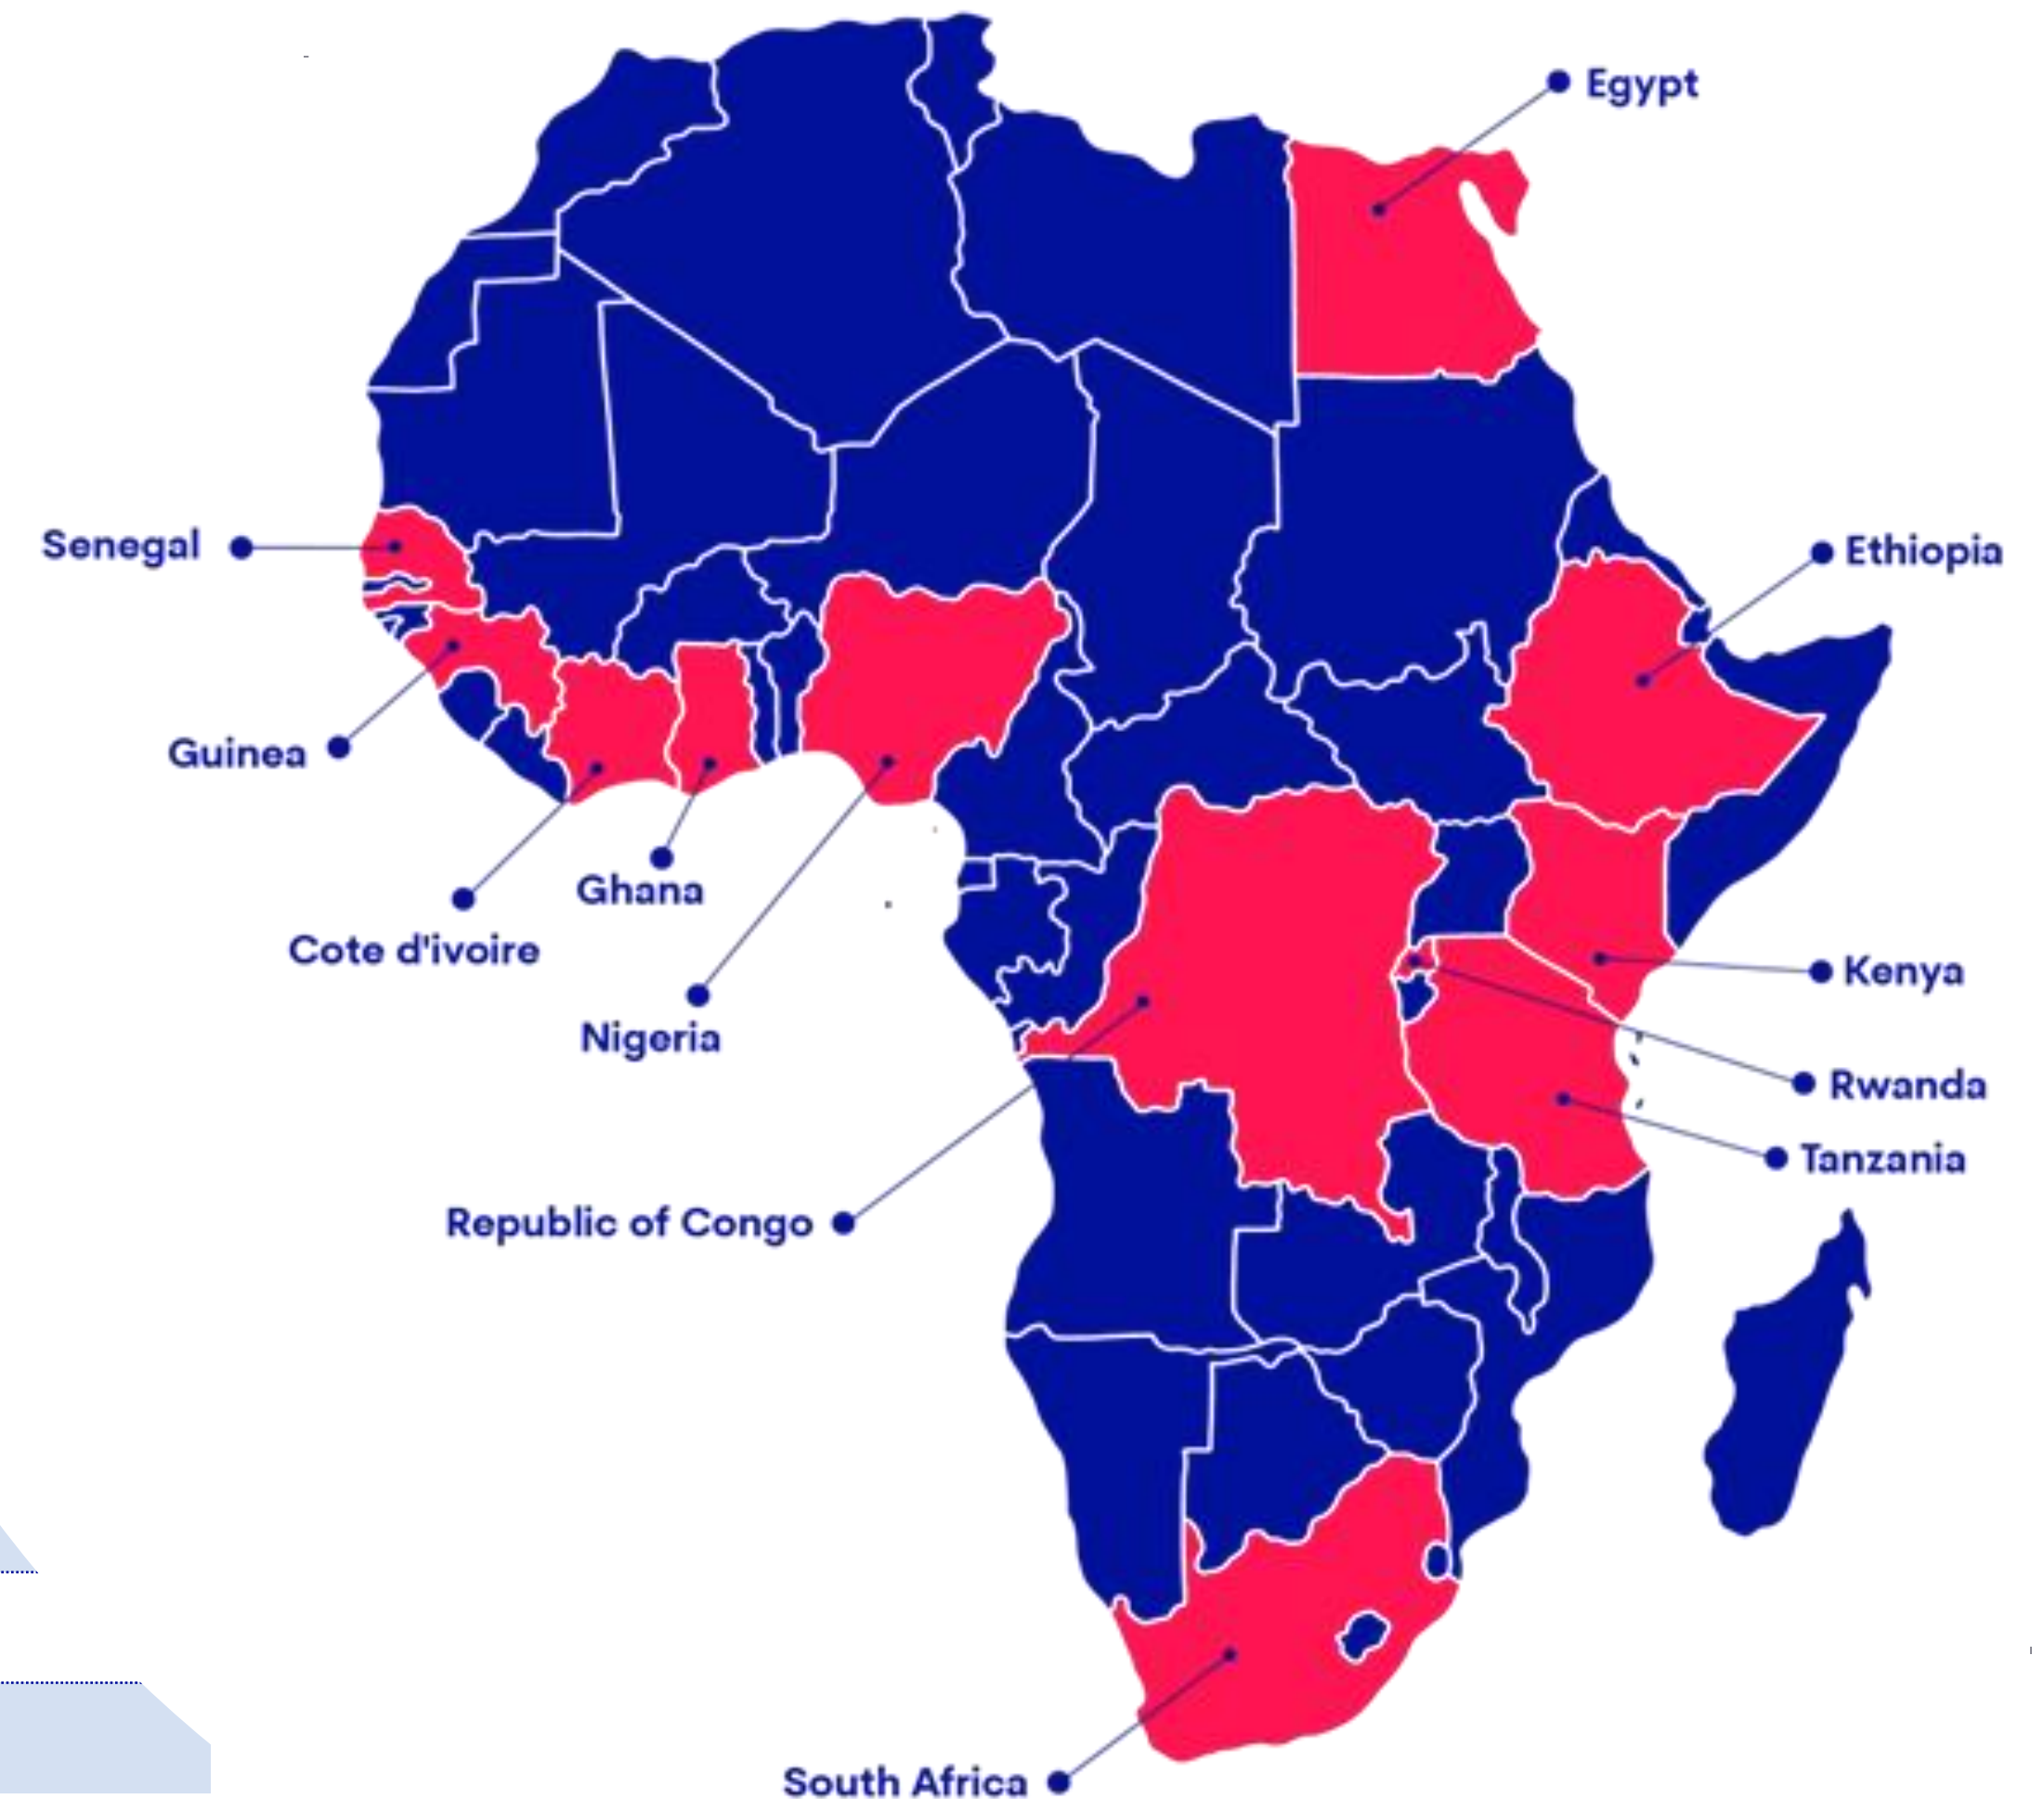 Egypt
Senegal
Ethiopia
Guinea
Ghana
Cote d'ivoire
Kenya
Nigeria
Rwanda
Tanzania
Republic of Congo
South Africa